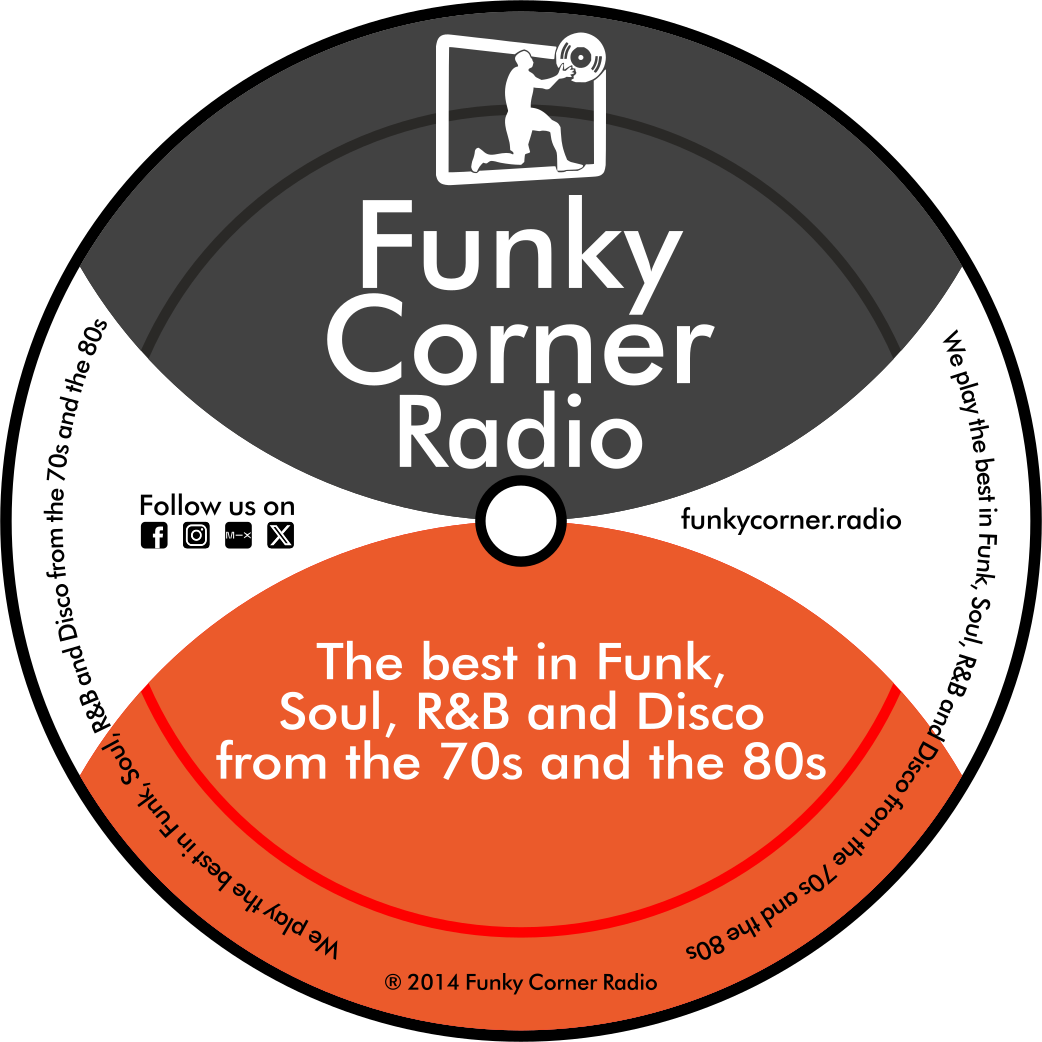 Funky
Corner
Radio
Follow us on
M–X
funkycorner.radio
The best in Funk,
Soul, R&B and Disco
from the 70s and the 80s
We play the best in Funk, Soul, R&B and Disco from the 70s and the 80s
We play the best in Funk, Soul, R&B and Disco from the 70s and the 80s
® 2014 Funky Corner Radio